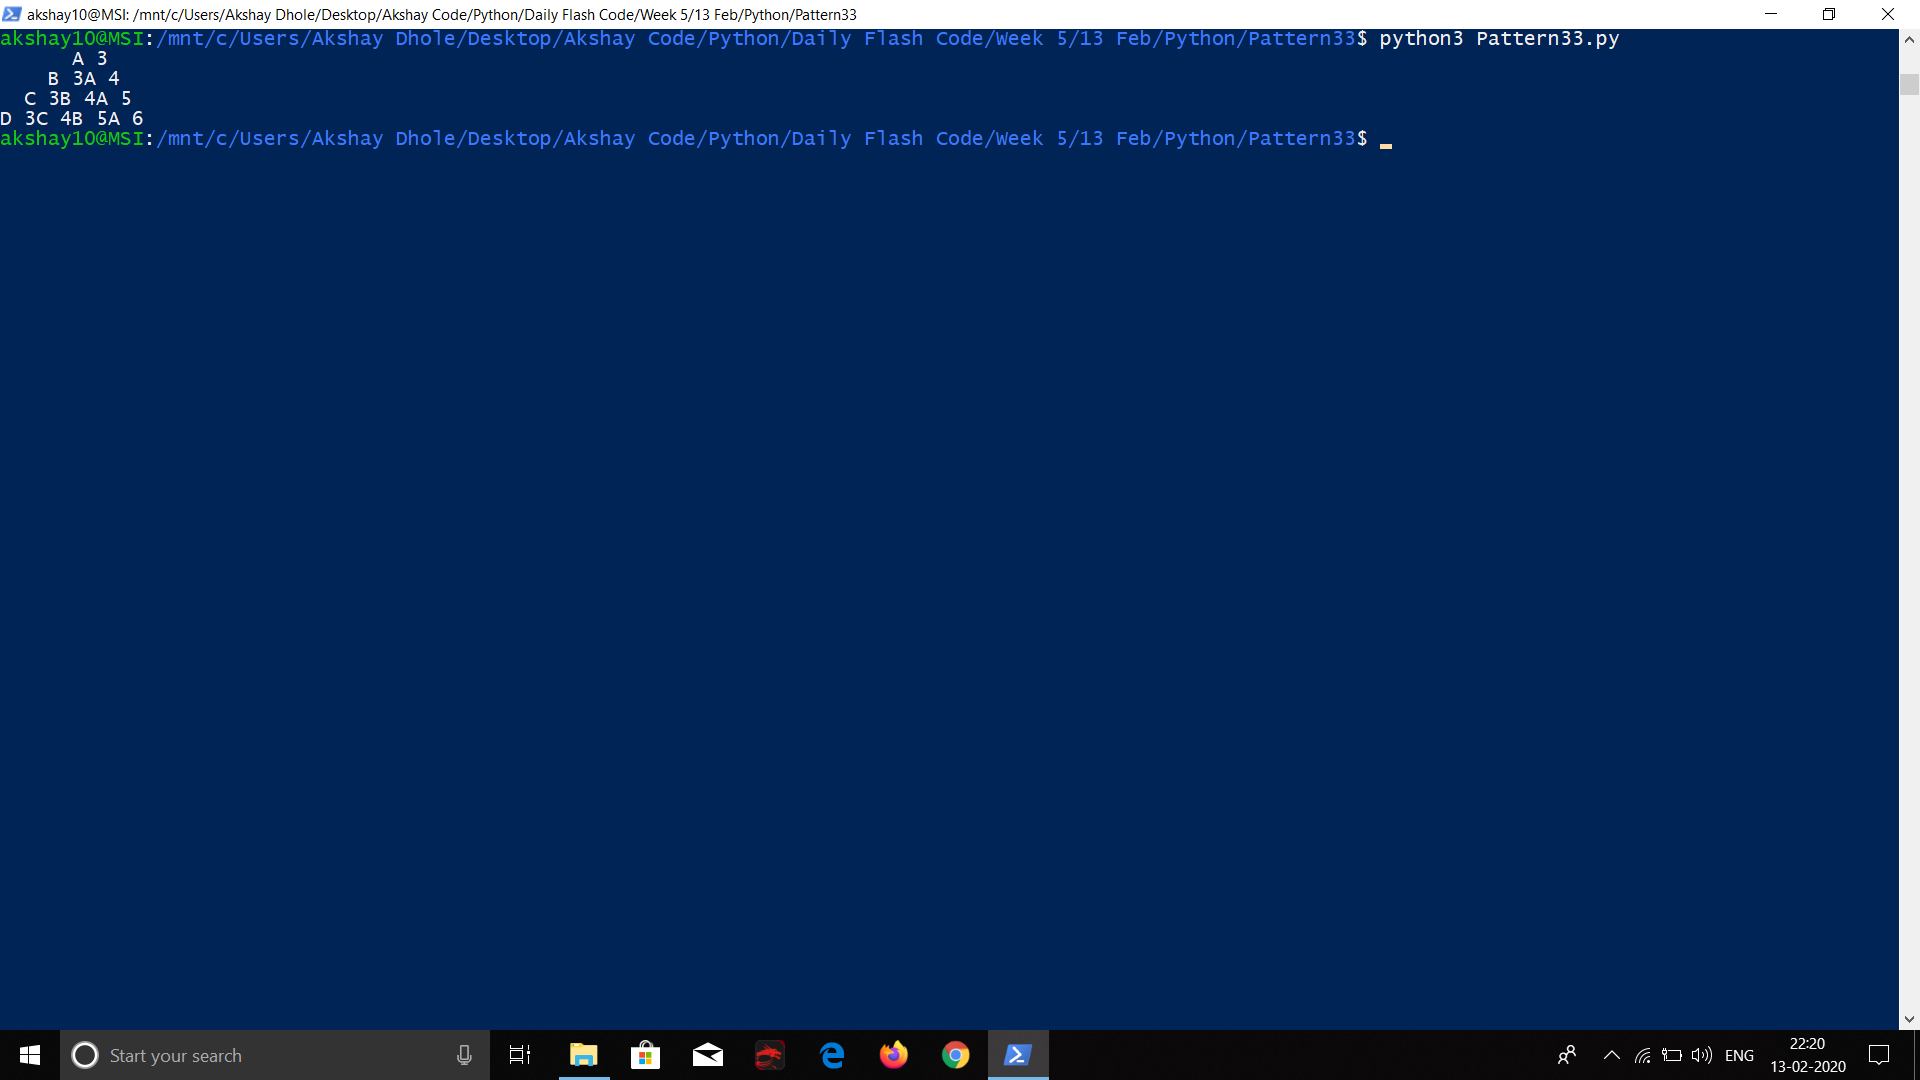 akshay10@MSI: /mnt/c/Users/Akshay Dhole/Desktop/Akshay Code/Python/Daily Flash Code/Week 5/13 Feb/Python/Pattern33
akshay10@MSI:/mnt/c/Users/Akshay Dhole/Desktop/Akshay Code/Python/Daily Flash Code/Week 5/13 Feb/Python/Pattern33$ python3 Pattern33.py
      A 3
    B 3A 4
  C 3B 4A 5
D 3C 4B 5A 6
akshay10@MSI:/mnt/c/Users/Akshay Dhole/Desktop/Akshay Code/Python/Daily Flash Code/Week 5/13 Feb/Python/Pattern33$
Start your search
ENG
22:20
13-02-2020